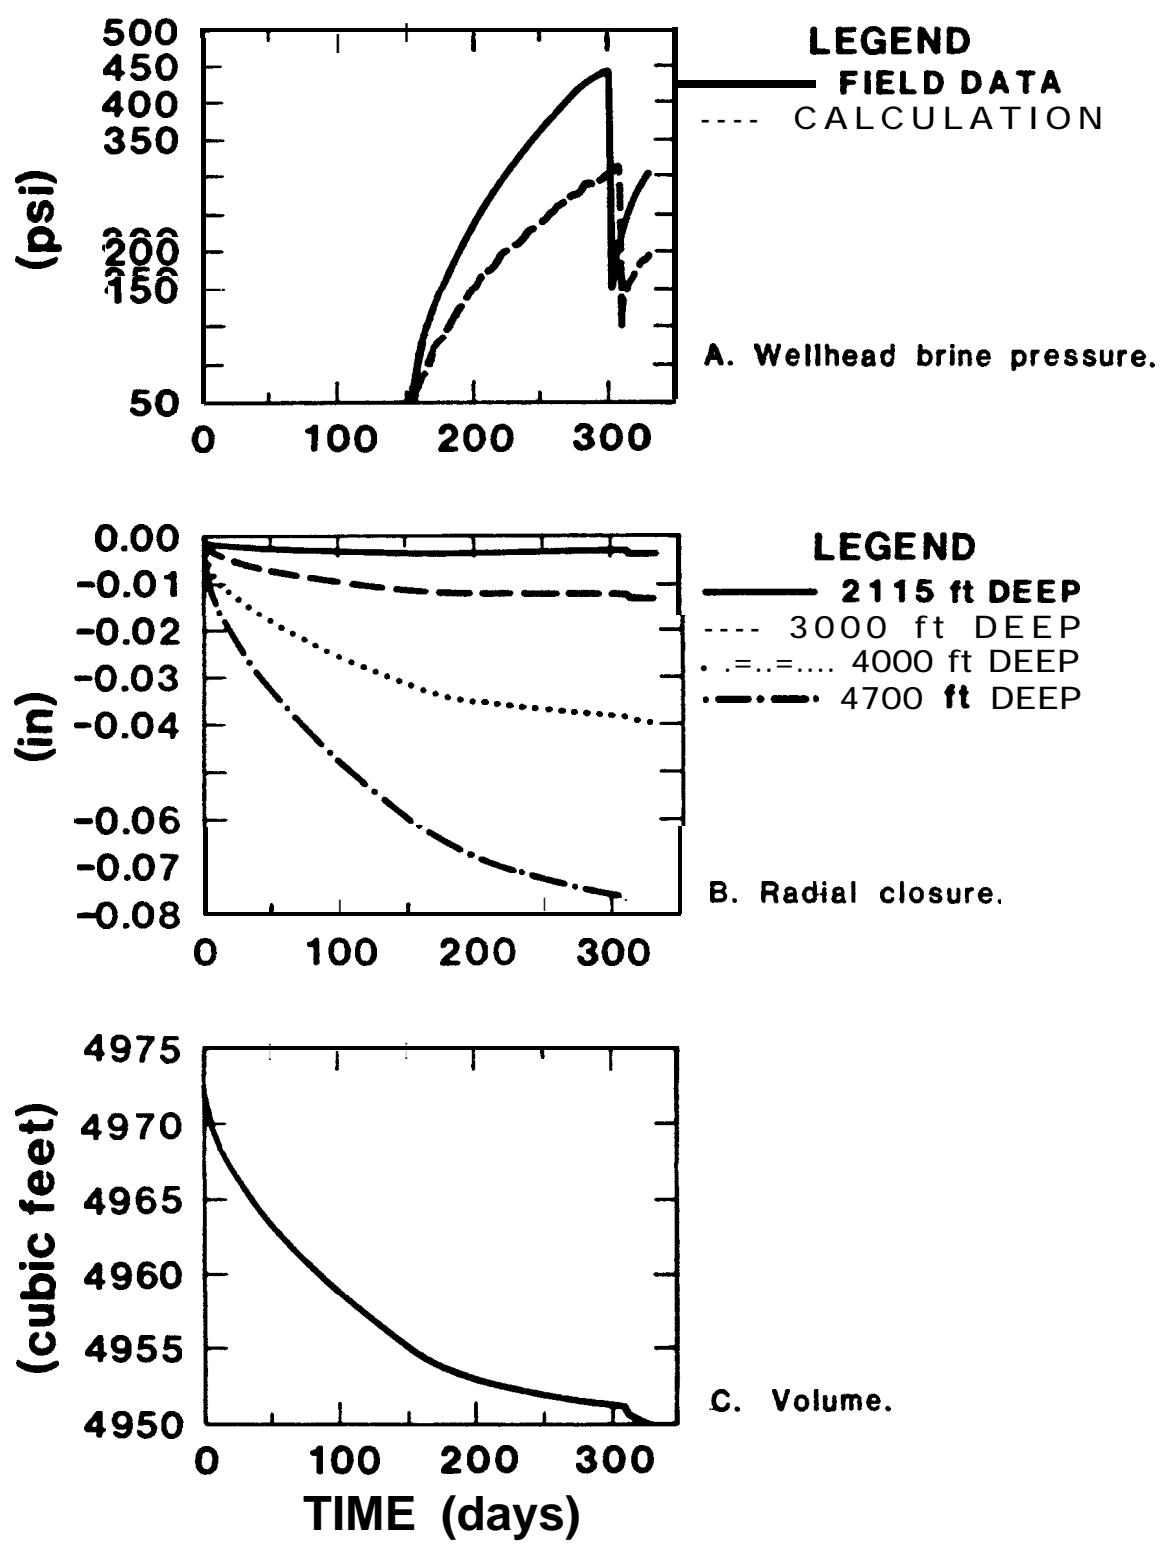 500
450
400
350
200
150
50
(psi)
0 100 200 300
LEGEND
FIELD DATA
---- CALCULATION
A. Wellhead brine pressure.
0.00
-0.01
-0.02
-0.03
-0.04
-0.06
-0.07
-0.08
(in)
0 100 200 300
LEGEND
2115 ft DEEP
---- 3000 ft DEEP
. .=..=.... 4000 ft DEEP
4700 ft DEEP
B. Radial closure.
4975
4970
4965
4960
4955
4950
(cubic feet)
0 100 200 300
TIME (days)
C. Volume.